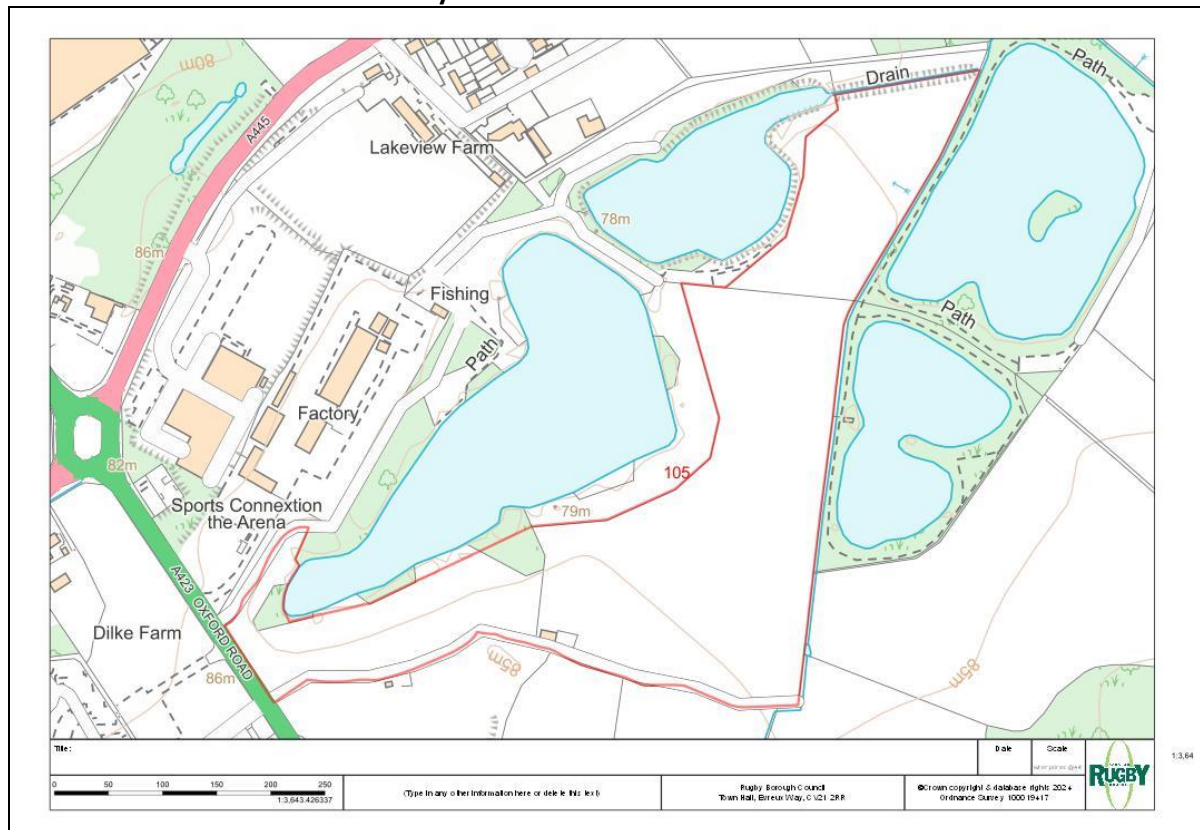 80m
A445
Drain
Path
Lakeview Farm
78m
86m
Fishing
Path
Path
Factory
82m
105
Sports Connextion
the Arena
79m
A423 OXFORD ROAD
Dilke Farm
86m
85m
85m
Title:
Date
Scale
0 50 100 150 200 250
1:3,643.426337
(Type in any other information here or delete this text)
Rugby Borough Council
Town Hall, Evreux Way, CV21 2RR
©Crown copyright & database rights 2024
Ordnance Survey 100019417
RUGBY
1:3,64